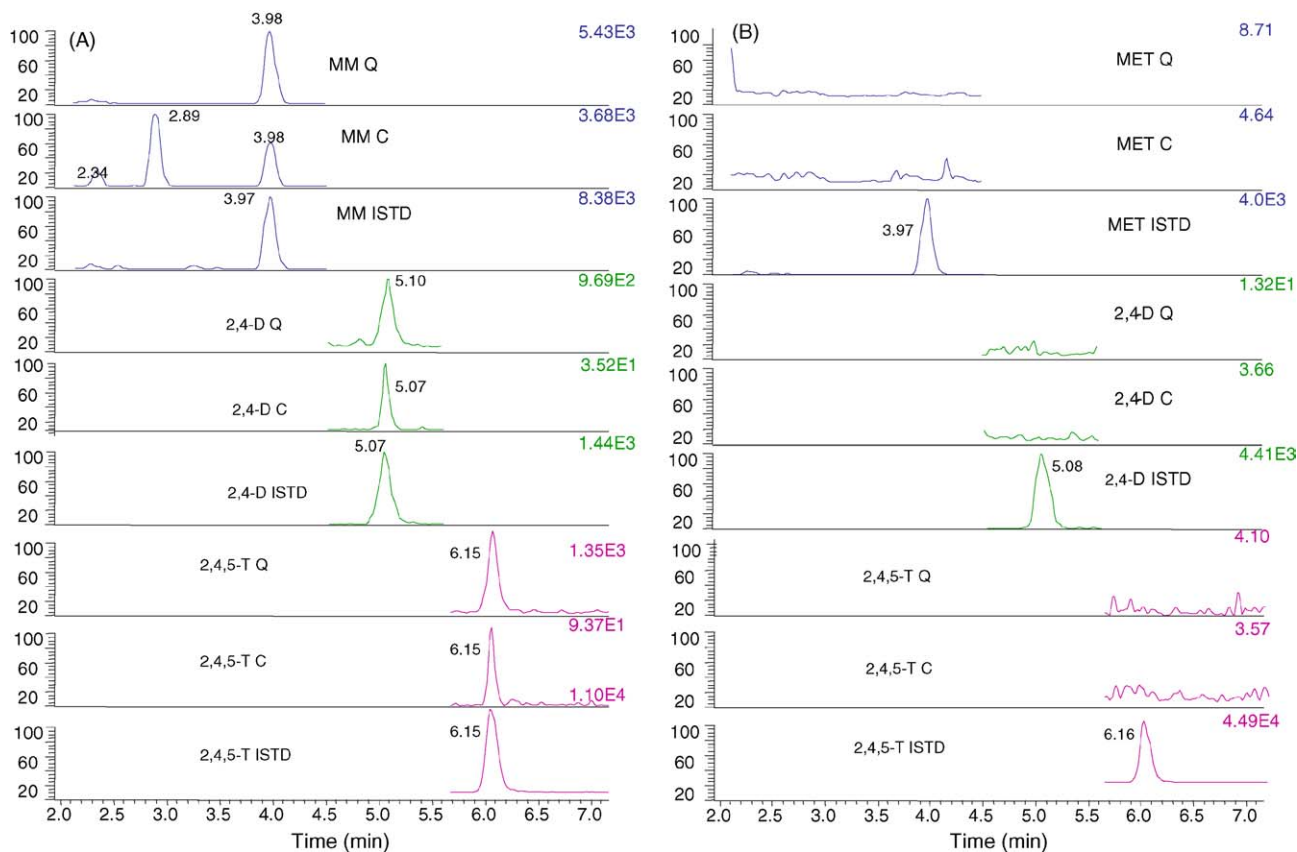 (A)
3.98
5.43E3
MM Q
100
60
20
2.89
3.98
3.68E3
MM C
2.34
100
60
20
3.97
MM ISTD
8.38E3
100
60
20
5.10
9.69E2
2,4-D Q
100
60
20
5.07
3.52E1
2,4-D C
100
60
20
5.07
1.44E3
2,4-D ISTD
100
60
20
6.15
1.35E3
2,4,5-T Q
100
60
20
6.15
9.37E1
2,4,5-T C
100
60
20
6.15
1.10E4
2,4,5-T ISTD
100
60
20
2.0 2.5 3.0 3.5 4.0 4.5 5.0 5.5 6.0 6.5 7.0
Time (min)
(B)
8.71
MET Q
100
60
20
4.64
MET C
100
60
20
3.97
4.0E3
MET ISTD
100
60
20
1.32E1
2,4-D Q
100
60
20
3.66
2,4-D C
100
60
20
5.08
4.41E3
2,4-D ISTD
100
60
20
4.10
2,4,5-T Q
100
60
20
3.57
2,4,5-T C
100
60
20
6.16
4.49E4
2,4,5-T ISTD
100
60
20
2.0 2.5 3.0 3.5 4.0 4.5 5.0 5.5 6.0 6.5 7.0
Time (min)